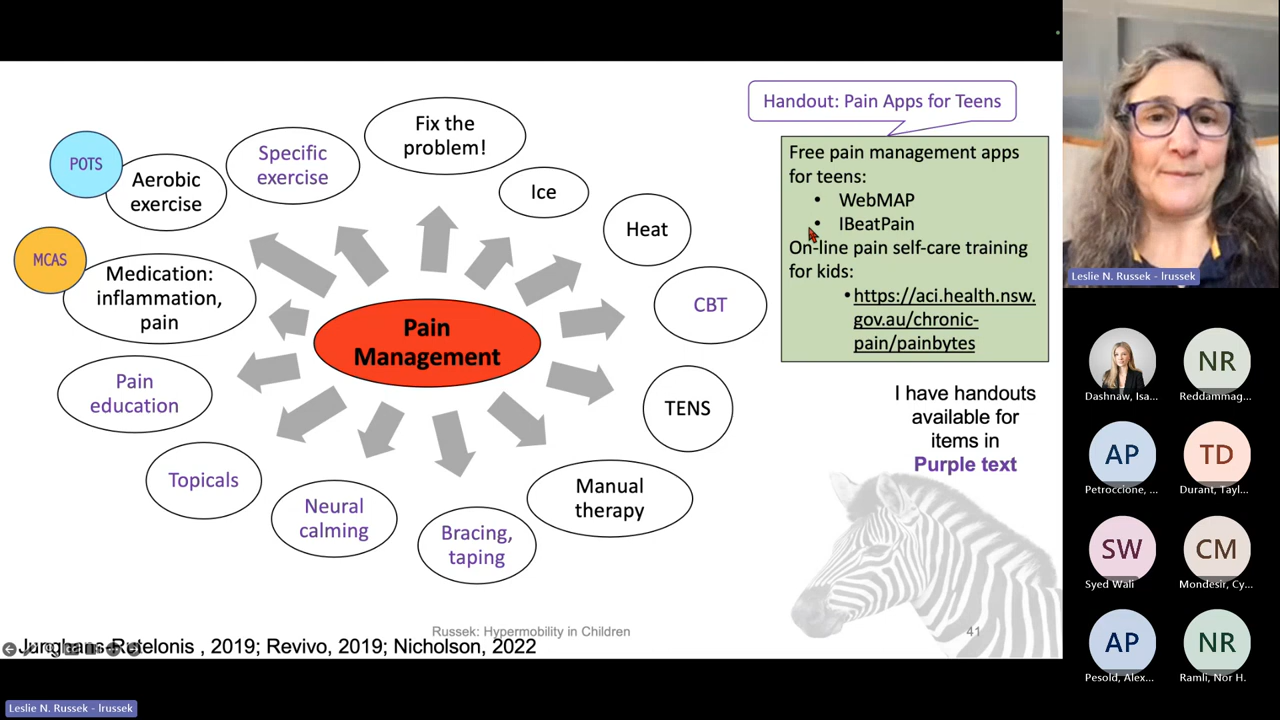 Handout: Pain Apps for Teens
Fix the
problem!
Specific
exercise
POTS
Aerobic
exercise
Ice
Heat
MCAS
Medication:
inflammation,
pain
CBT
Pain
Management
Pain
education
TENS
Topicals
Manual
therapy
Neural
calming
Bracing,
taping
Free pain management apps
for teens:
• WebMAP
• IBeatPain
On-line pain self-care training
for kids:
• https://aci.health.nsw.
gov.au/chronic-
pain/painbytes
I have handouts
available for
items in
Purple text
Russek: Hypermobility in Children
41
Junghans-Rutelonis , 2019; Revivo, 2019; Nicholson, 2022
Leslie N. Russek - lrussek
Leslie N. Russek - lrussek
Dashnaw, Isa...
NR
Reddammag...
AP
Petroccione, ...
TD
Durant, Tayl...
SW
Syed Wali
CM
Mondesir, Cy...
AP
Pesold, Alex...
NR
Ramli, Nor H.